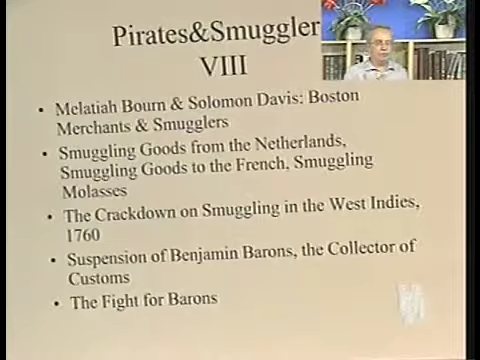 Pirates&Smuggler
VIII
• Melatiah Bourn & Solomon Davis: Boston
Merchants & Smugglers
• Smuggling Goods from the Netherlands,
Smuggling Goods to the French, Smuggling
Molasses
• The Crackdown on Smuggling in the West Indies,
1760
• Suspension of Benjamin Barons, the Collector of
Customs
• The Fight for Barons